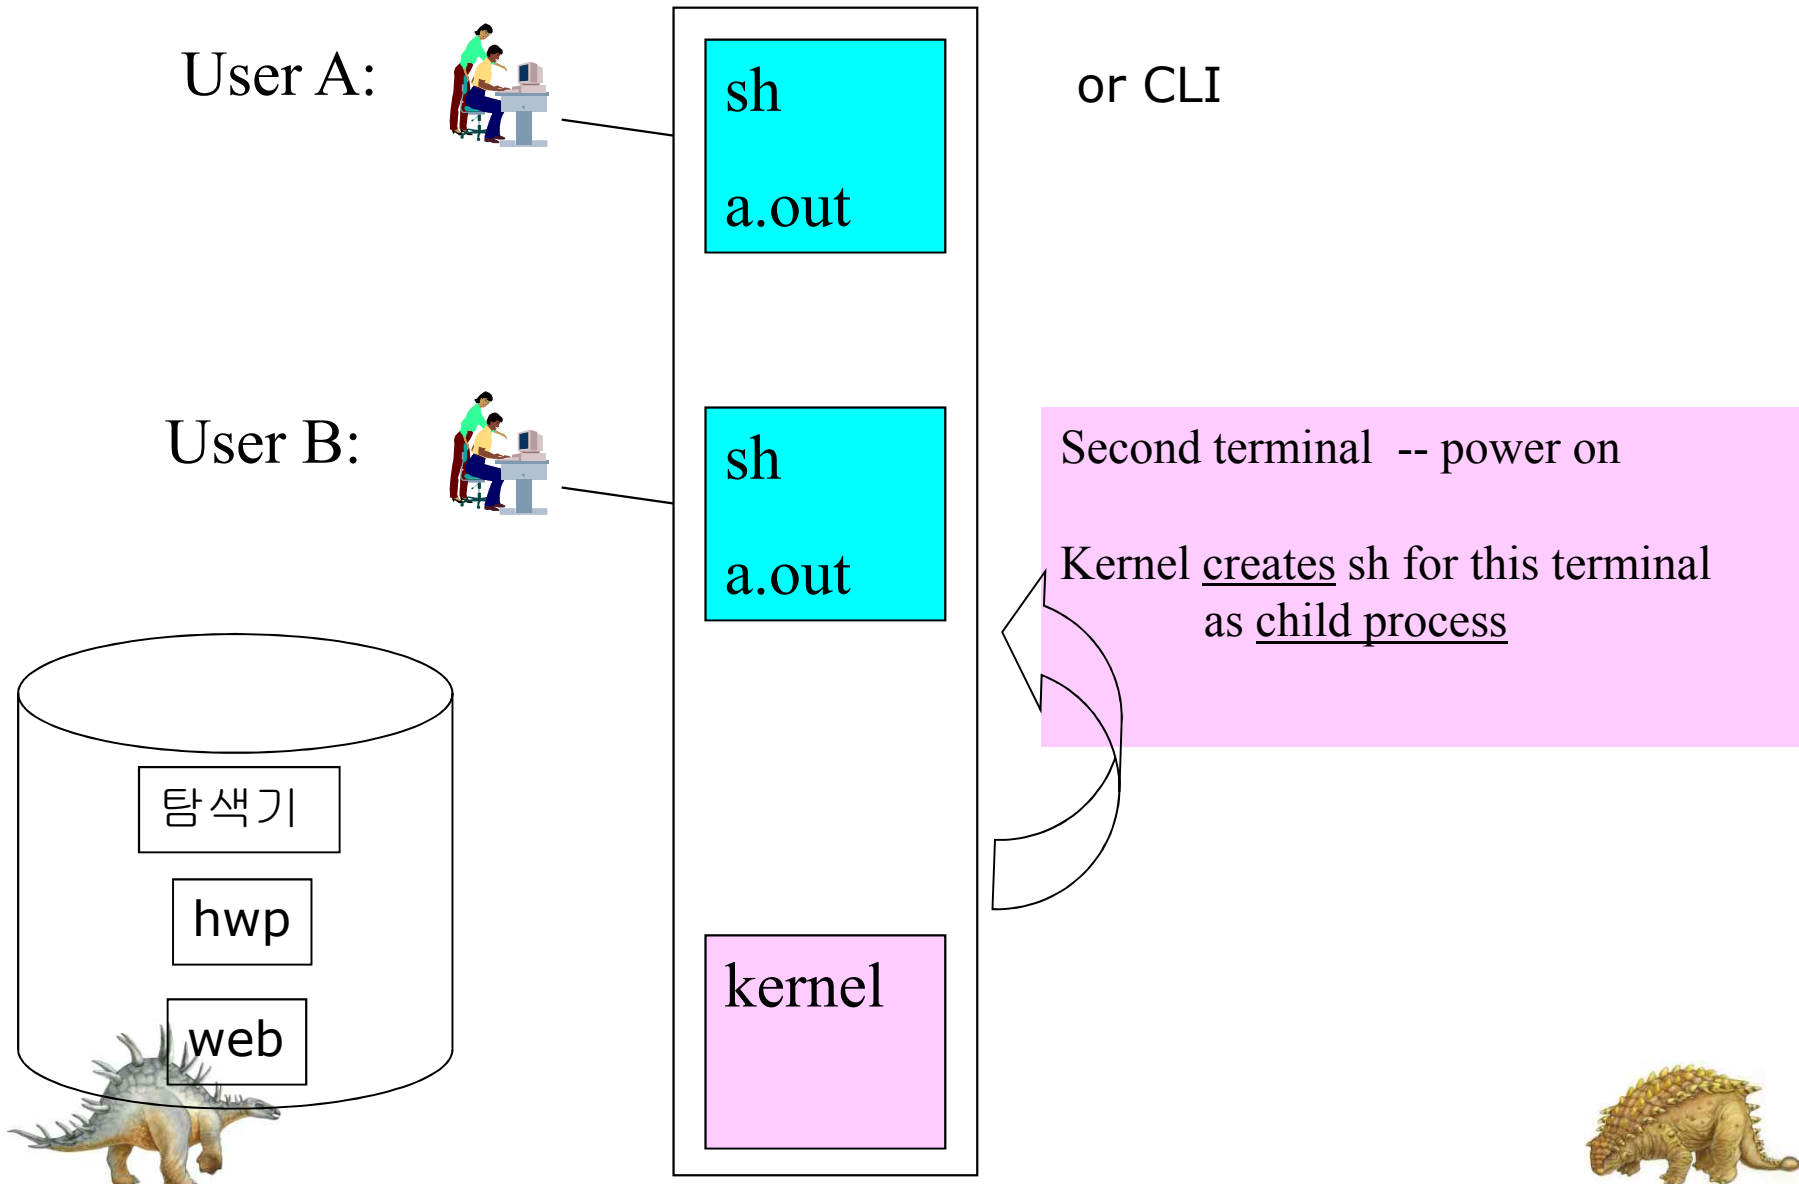 User A:
sh
a.out
or CLI
User B:
sh
a.out
Second terminal -- power on
Kernel creates sh for this terminal
as child process
탐색기
hwp
web
kernel